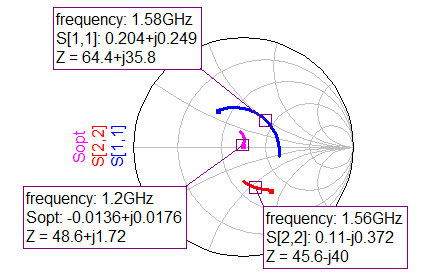 frequency: 1.58GHz
S[1,1]: 0.204+j0.249
Z = 64.4+j35.8
Sopt
S[2,2]
S[1,1]
frequency: 1.2GHz
Sopt: -0.0136+j0.0176
Z = 48.6+j1.72
frequency: 1.56GHz
S[2,2]: 0.11-j0.372
Z = 45.6-j40